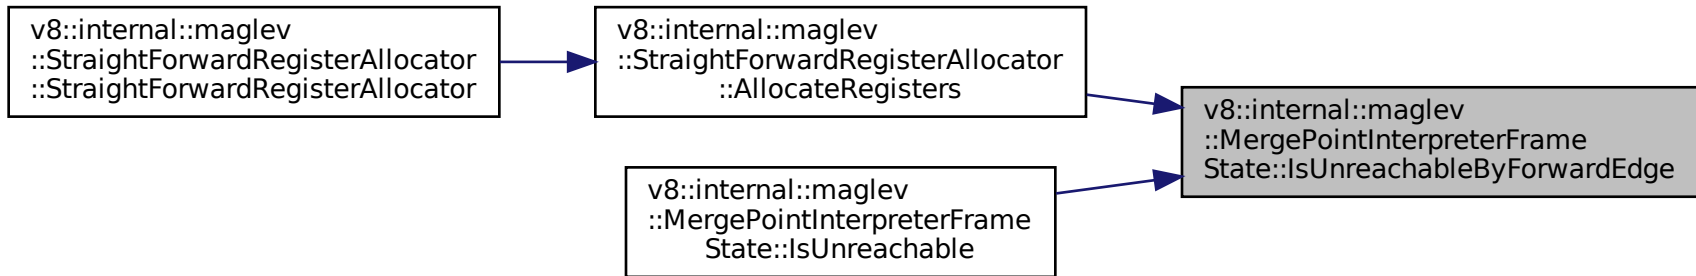 v8::internal::maglev
::StraightForwardRegisterAllocator
::StraightForwardRegisterAllocator
v8::internal::maglev
::StraightForwardRegisterAllocator
::AllocateRegisters
v8::internal::maglev
::MergePointInterpreterFrame
State::IsUnreachableByForwardEdge
v8::internal::maglev
::MergePointInterpreterFrame
State::IsUnreachable